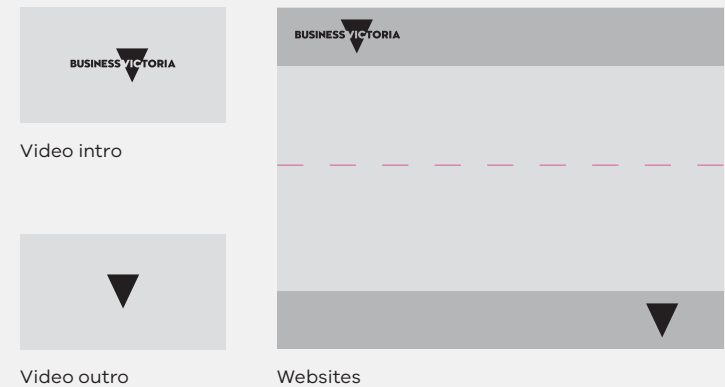 BUSINESS VICTORIA
Video intro
BUSINESS VICTORIA
Video outro
Websites